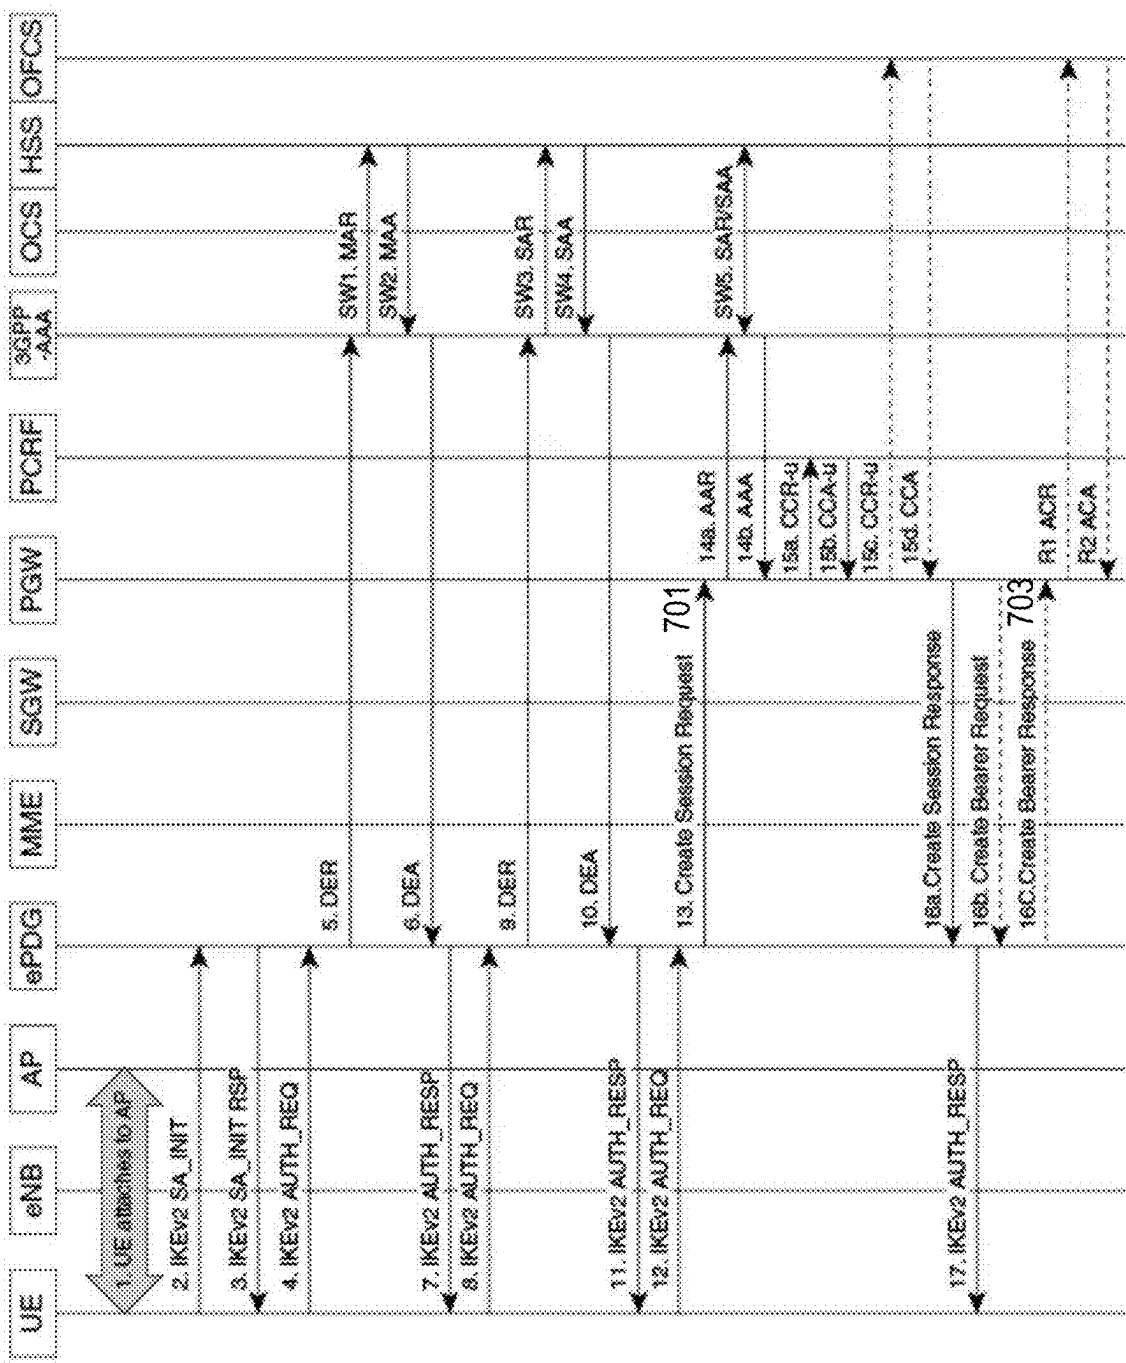 UE
eNB
AP
ePDG
MME
SGW
PGW
PCRF
3GPP
-AAA
OCS
HSS
OFCS
1. UE attaches to AP
2. IKEv2 SA_INIT
3. IKEv2 SA_INIT RSP
4. IKEv2 AUTH_REQ
5. DER
SW1. MAR
SW2. MAA
6. DEA
7. IKEv2 AUTH_RESP
8. IKEv2 AUTH_REQ
9. DER
SW3. SAR
SW4. SAA
10. DEA
11. IKEv2 AUTH_RESP
12. IKEv2 AUTH_REQ
13. Create Session Request
701
14a. AAR
SW5. SAR/SAA
14b. AAA
15a. CCR-u
15b. CCA-u
15c. CCR-u
15d. CCA
16a.Create Session Response
17. IKEv2 AUTH_RESP
16b. Create Bearer Request
703
16C.Create Bearer Response
R1 ACR
R2 ACA